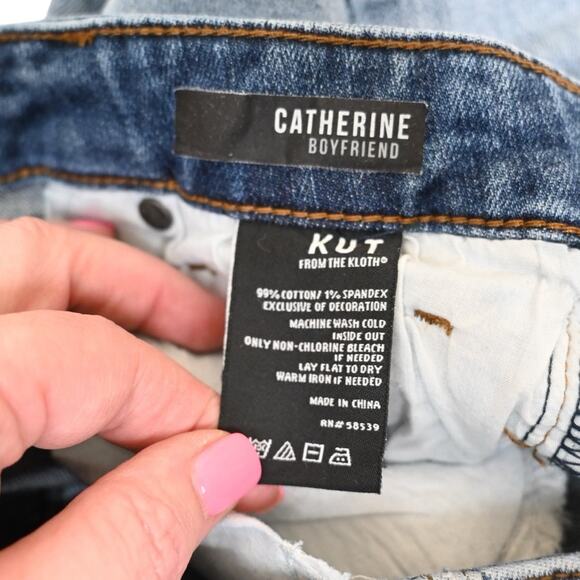 CATHERINE
BOYFRIEND
KUT
FROM THE KLOTH®
99% COTTON/ 1% SPANDEX
EXCLUSIVE OF DECORATION
MACHINE WASH COLD
INSIDE OUT
ONLY NON-CHLORINE BLEACH
IF NEEDED
LAY FLAT TO DRY
WARM IRON IF NEEDED
MADE IN CHINA
RN# 58539